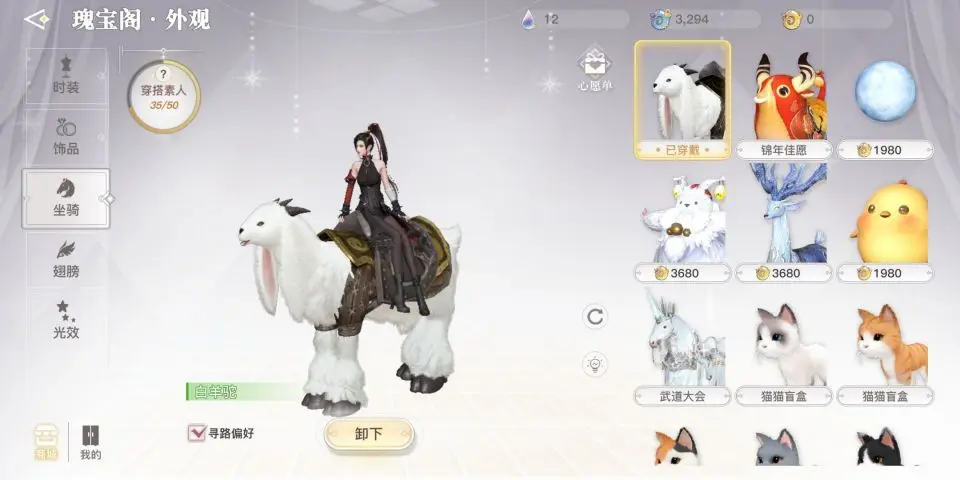 瑰宝阁·外观
12
3,294
0
时装
饰品
坐骑
翅膀
光效
商城
我的
?
穿搭素人
35/50
心愿单
白羊驼
寻路偏好
卸下
已穿戴
锦年佳愿
1980
3680
3680
1980
武道大会
猫猫盲盒
猫猫盲盒